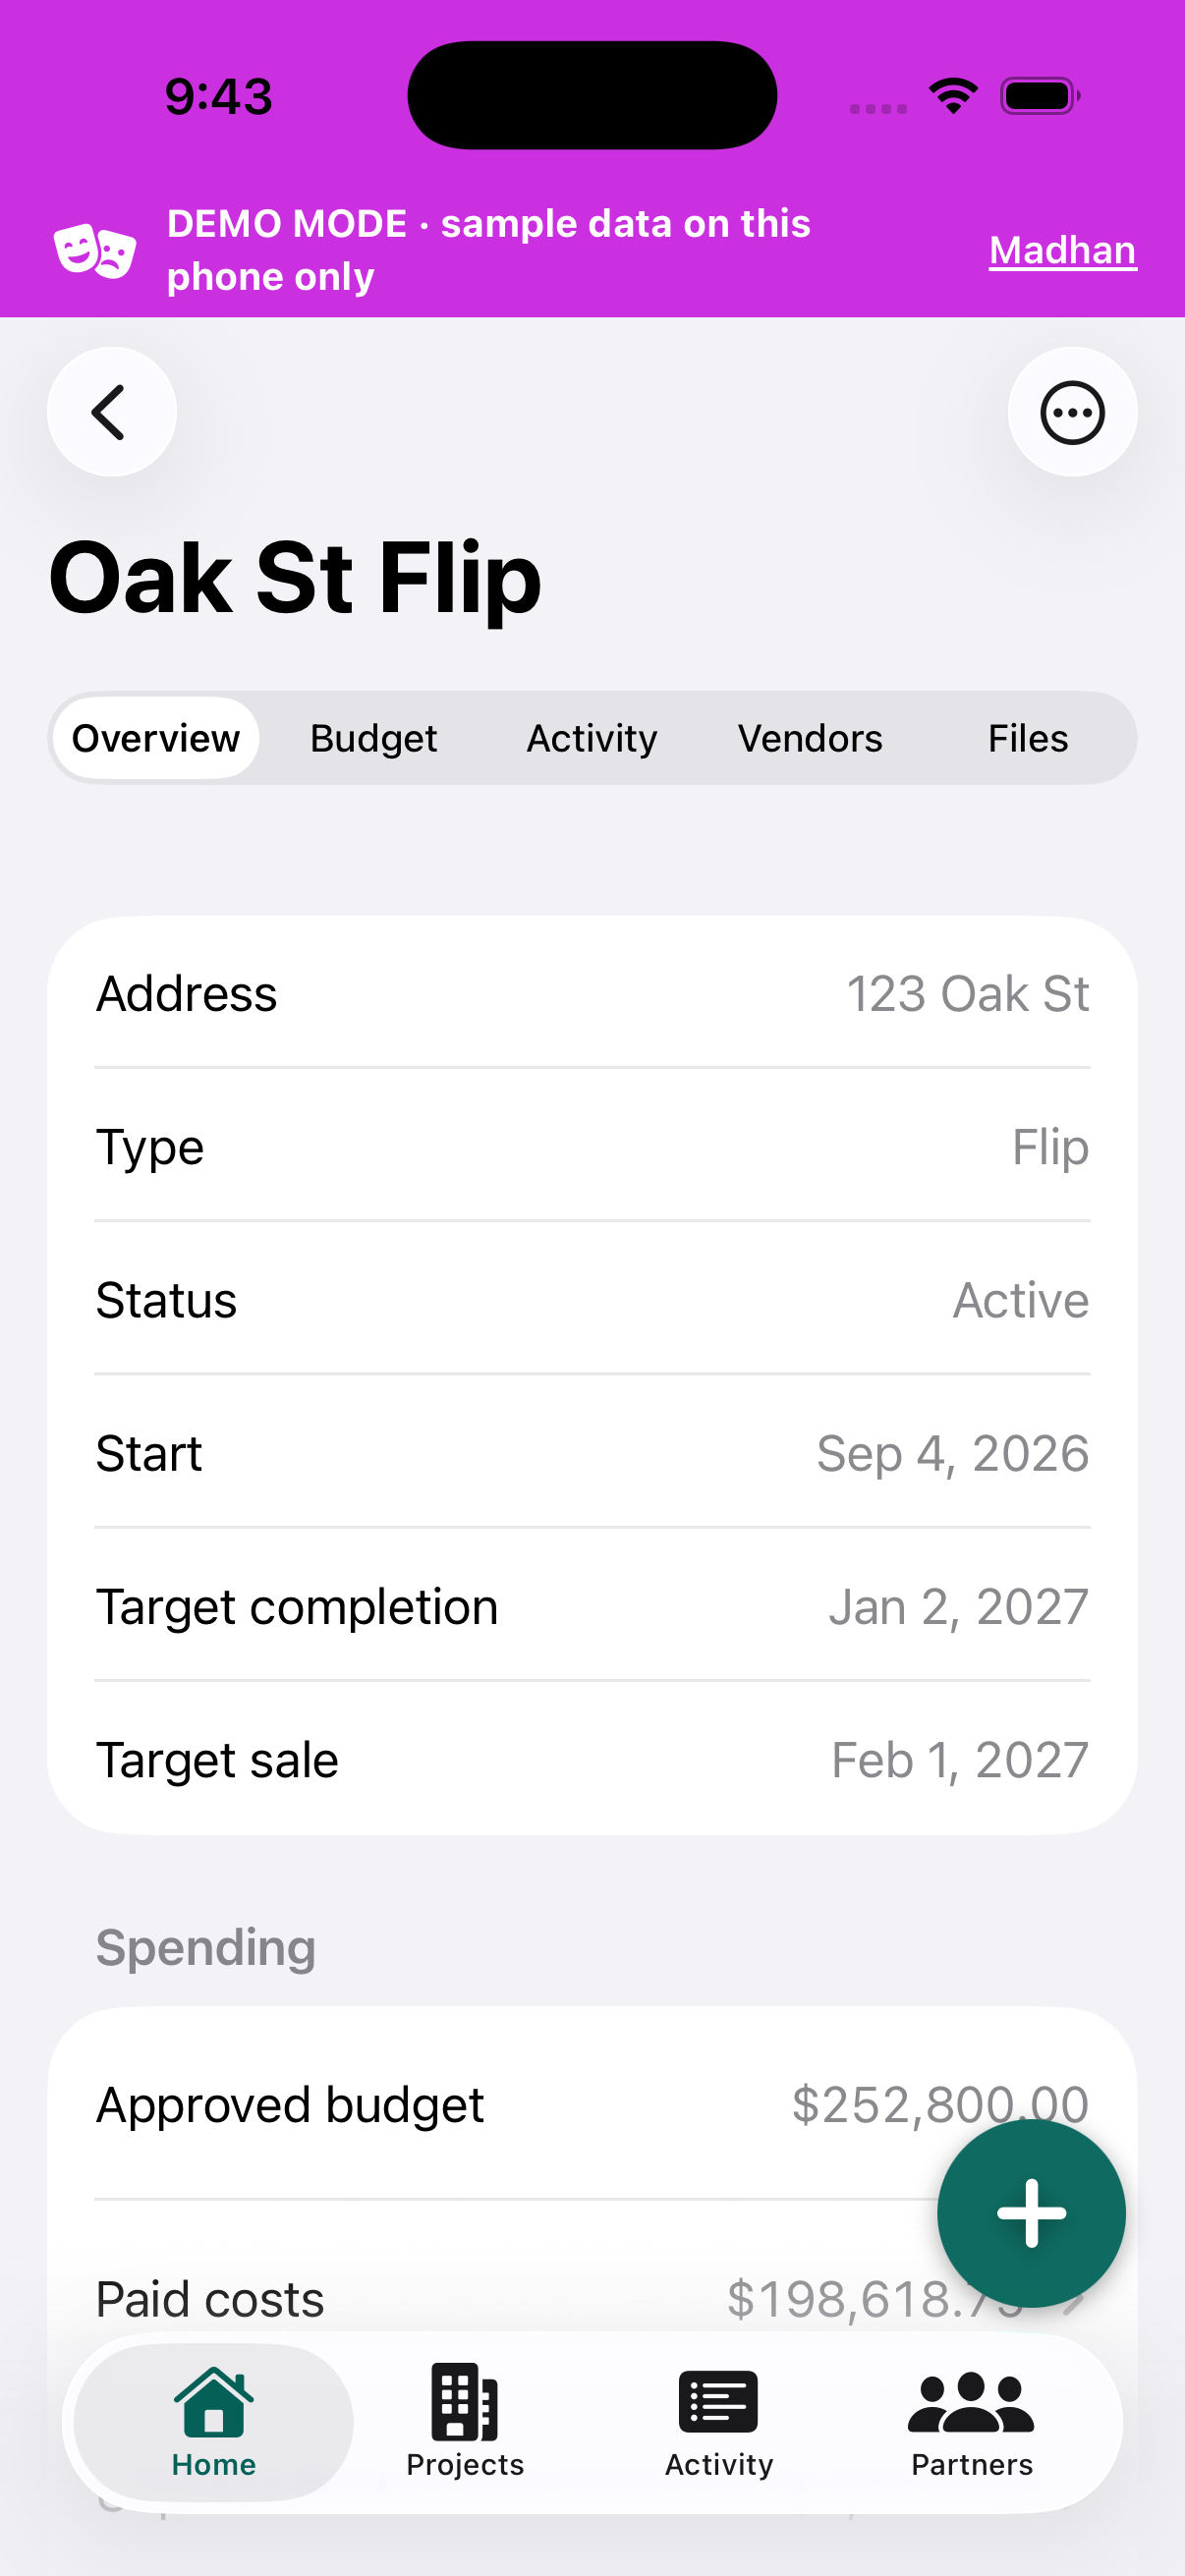 9:43
DEMO MODE · sample data on this
phone only
Madhan
Oak St Flip
Overview Budget Activity Vendors Files
Address 123 Oak St
Type Flip
Status Active
Start Sep 4, 2026
Target completion Jan 2, 2027
Target sale Feb 1, 2027
Spending
Approved budget $252,800.00
Paid costs
Home Projects Activity Partners